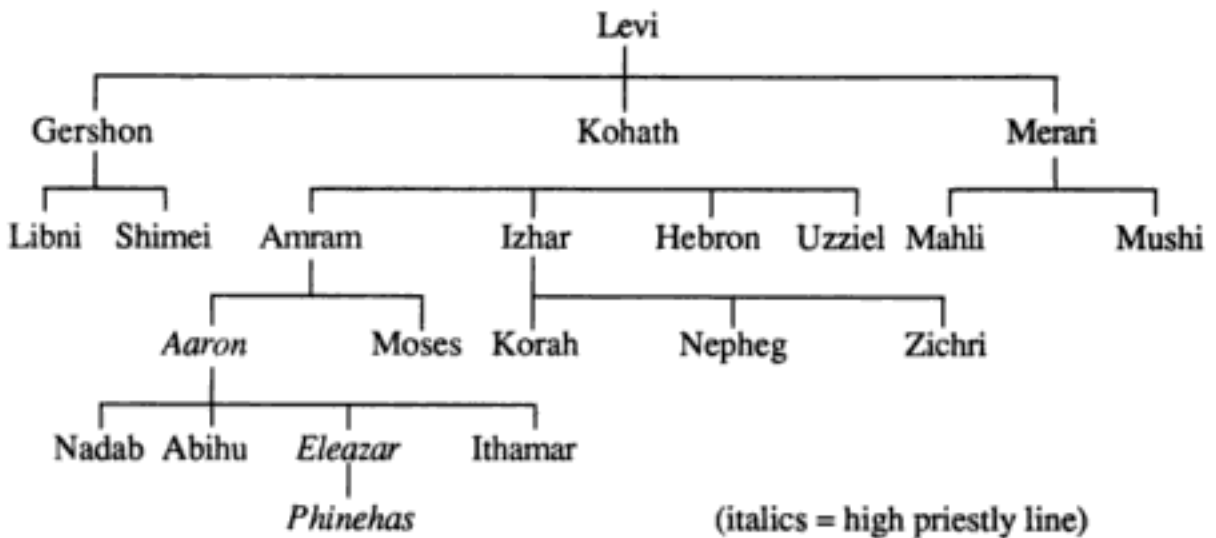 Levi
Gershon Kohath Merari
Libni Shimei Amram Izhar Hebron Uzziel Mahli Mushi
Aaron Moses Korah Nepheg Zichri
Nadab Abihu Eleazar Ithamar
Phinehas (italics = high priestly line)